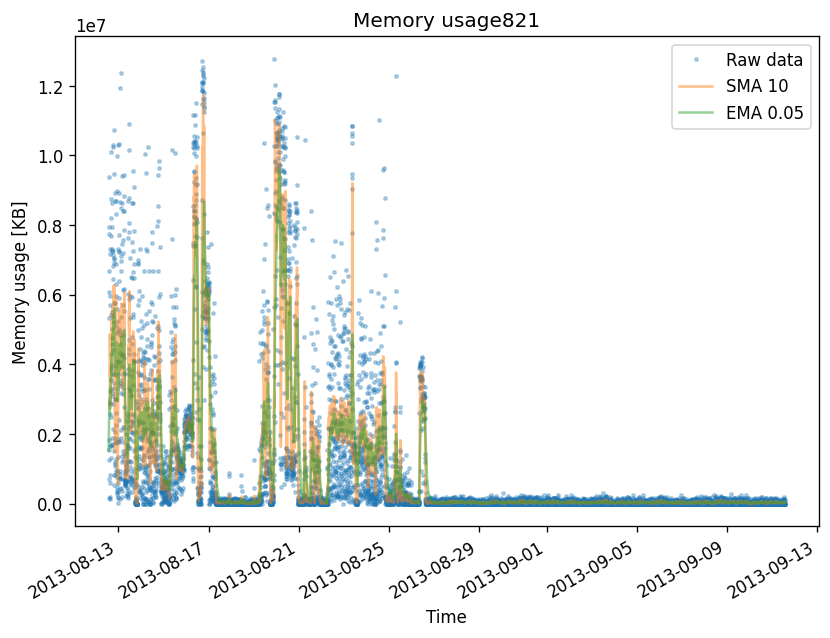 Memory usage821
1e7
Raw data
SMA 10
EMA 0.05
1.2
1.0
0.8
0.6
0.4
0.2
0.0
Memory usage [KB]
2013-08-13
2013-08-17
2013-08-21
2013-08-25
2013-08-29
2013-09-01
2013-09-05
2013-09-09
2013-09-13
Time